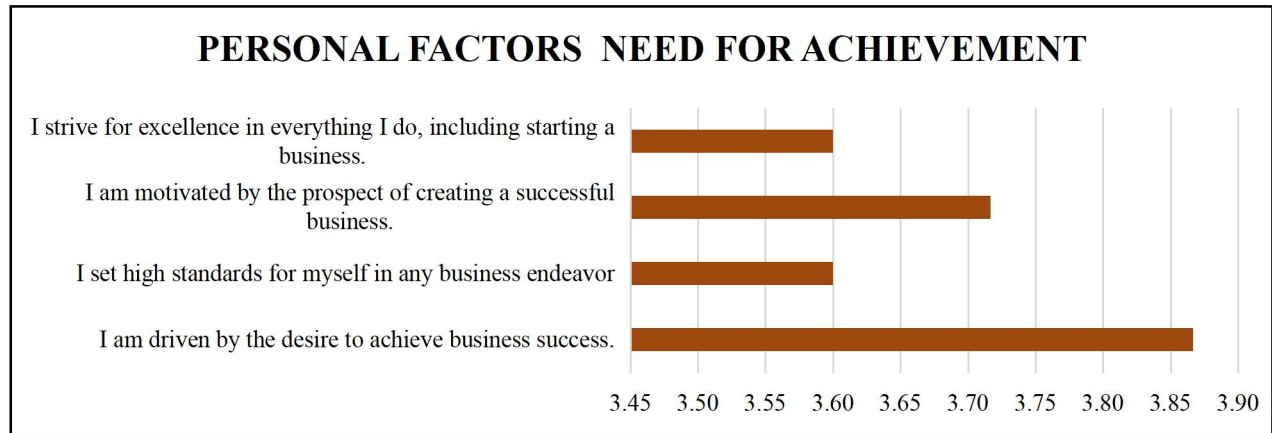 PERSONAL FACTORS NEED FOR ACHIEVEMENT
I strive for excellence in everything I do, including starting a
business.
I am motivated by the prospect of creating a successful
business.
I set high standards for myself in any business endeavor
I am driven by the desire to achieve business success.
3.45 3.50 3.55 3.60 3.65 3.70 3.75 3.80 3.85 3.90